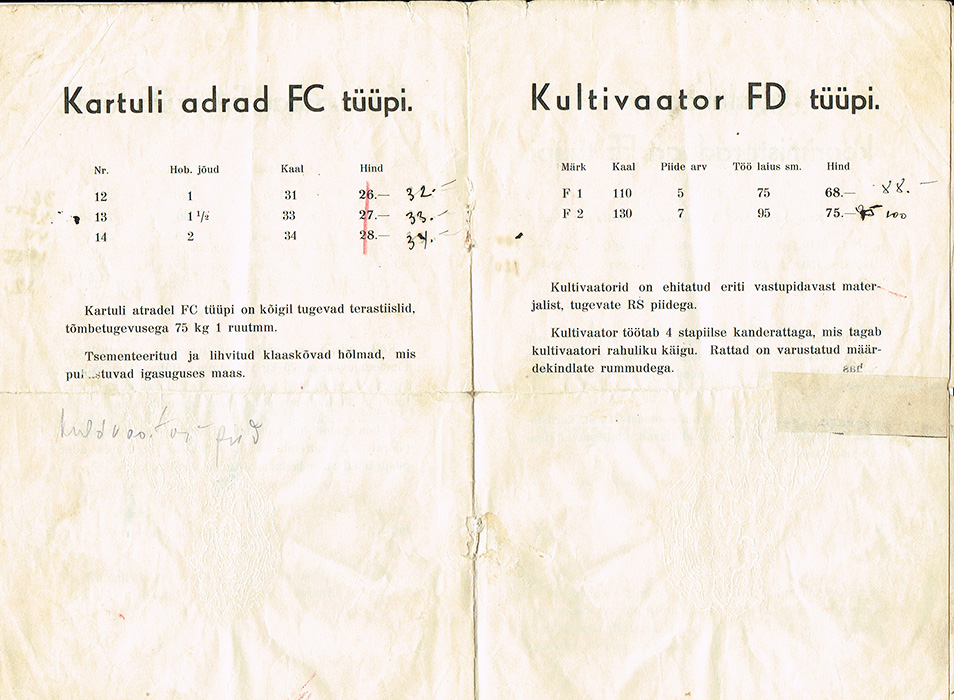 Kartuli adrad FC tüüpi.
Nr. Hob. jõud Kaal Hind
12 1 31 26.— 32.—
13 1 1/2 33 27.— 33.—
14 2 34 28.— 34.—
Kartuli atradel FC tüüpi on kõigil tugevad terastiislid,
tõmbetugevusega 75 kg 1 ruutmm.
Tsementeeritud ja lihvitud klaaskõvad hõlmad, mis
igasuguses maas.
piid
Kultivaator FD tüüpi.
Märk Kaal Piide arv Töö laius sm. Hind
F 1 110 5 75 68.— 88.—
F 2 130 7 95 75.— 100
Kultivaatorid on ehitatud eriti vastupidavast mater-
jalist, tugevate RS piidega.
Kultivaator töötab 4 stapiilse kanderattaga, mis tagab
kultivaatori rahuliku käigu. Rattad on varustatud määr-
dekindlate rummudega.